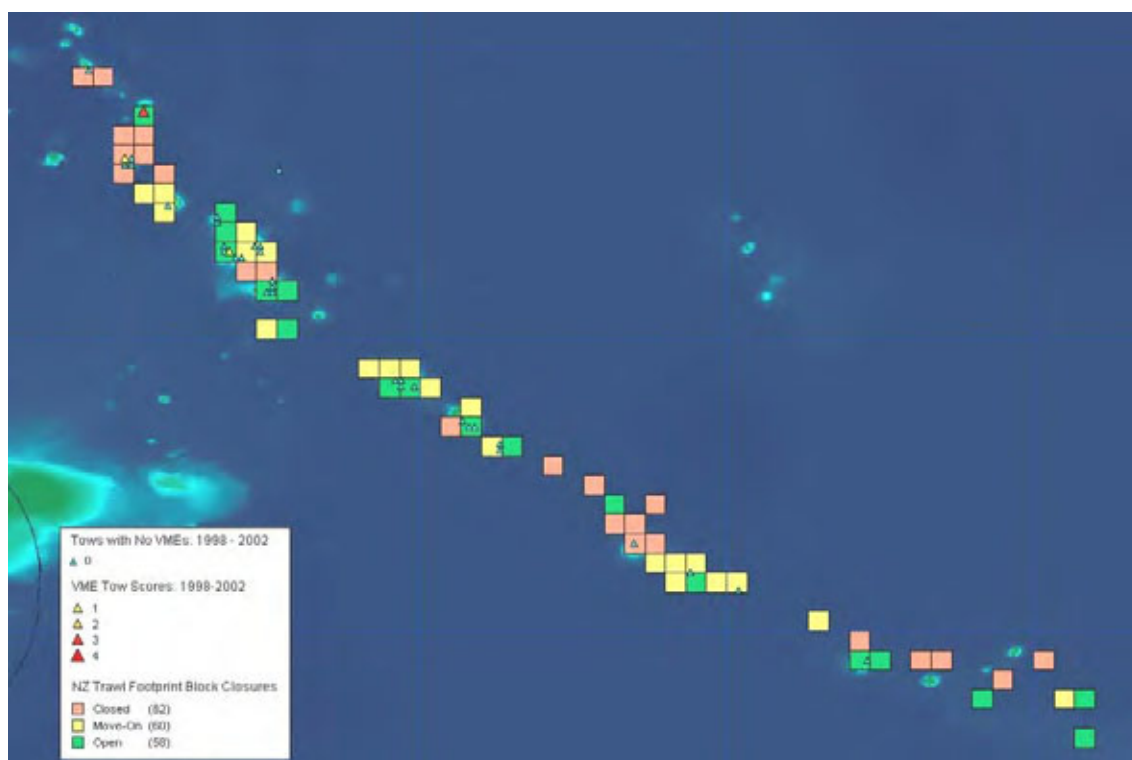 Tows with No VMEs: 1998 - 2002
0
VME Tow Scores: 1998-2002
1
2
3
4
NZ Trawl Footprint Block Closures
Closed (82)
Move-On (60)
Open (58)